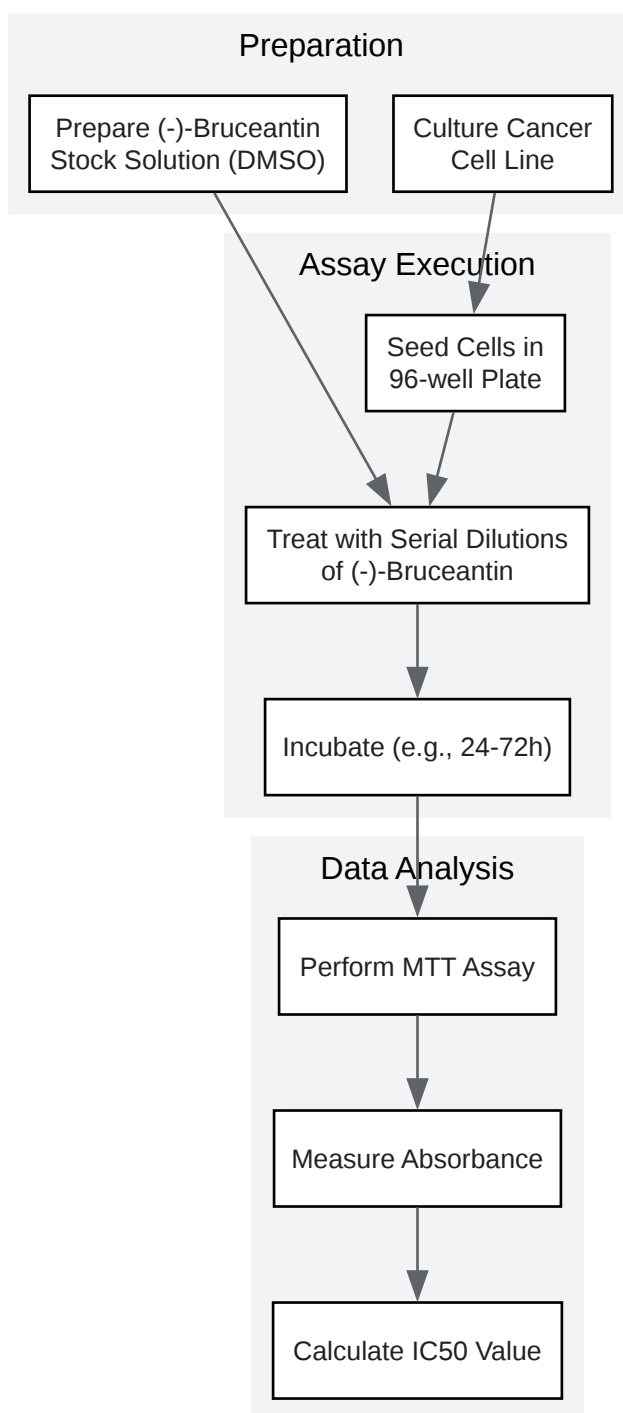 Preparation
Prepare (-)-Bruceantin
Stock Solution (DMSO)
Culture Cancer
Cell Line
Assay Execution
Seed Cells in
96-well Plate
Treat with Serial Dilutions
of (-)-Bruceantin
Incubate (e.g., 24-72h)
Data Analysis
Perform MTT Assay
Measure Absorbance
Calculate IC50 Value